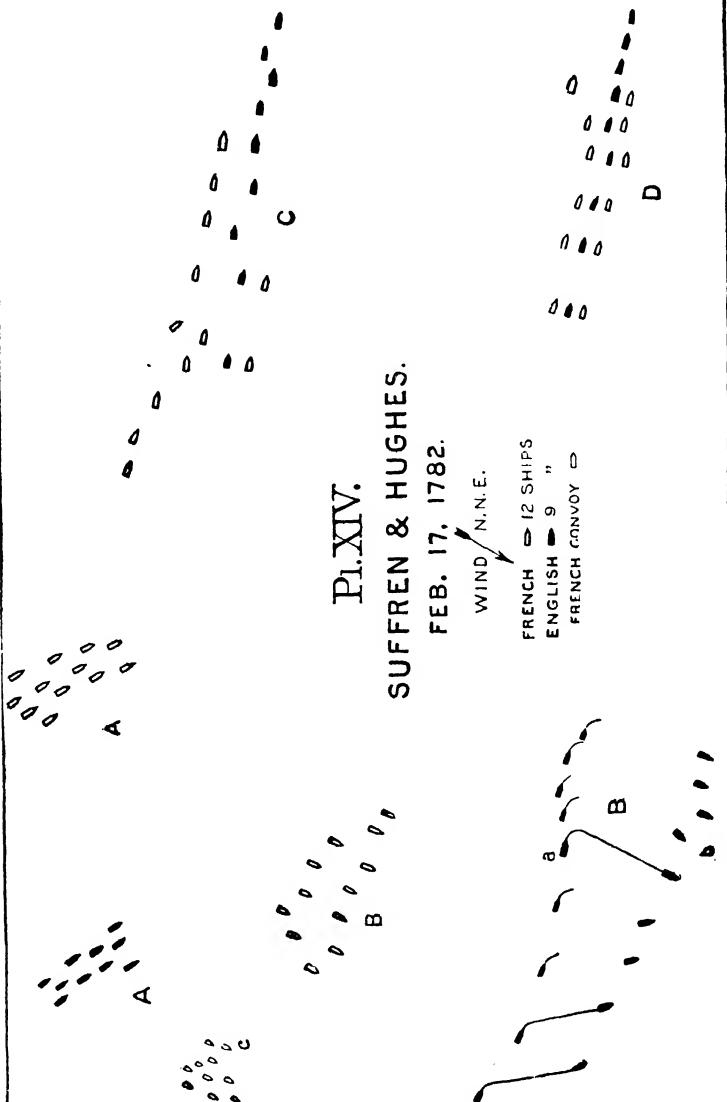 C
D
Pl. XIV.
SUFFREN & HUGHES.
FEB. 17, 1782.
WIND N.N.E.
FRENCH 12 SHIPS
ENGLISH 9 "
FRENCH CONVOY
A
A
B
C
a
B